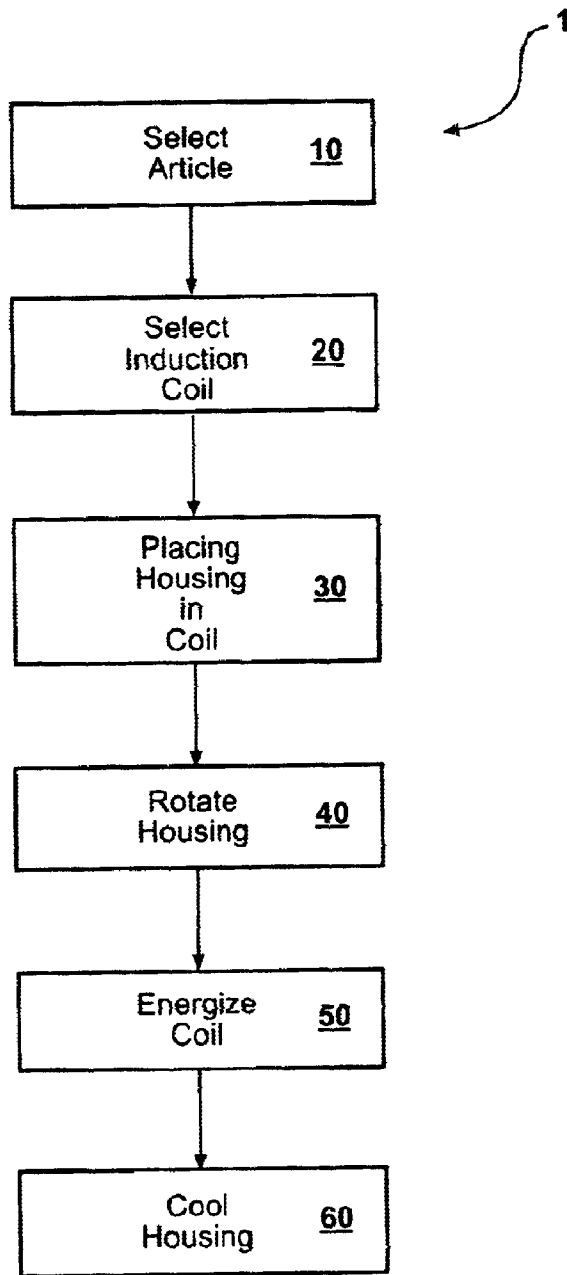 1
Select
Article 10
Select
Induction 20
Coil
Placing
Housing 30
in
Coil
Rotate
Housing 40
Energize
Coil 50
Cool
Housing 60